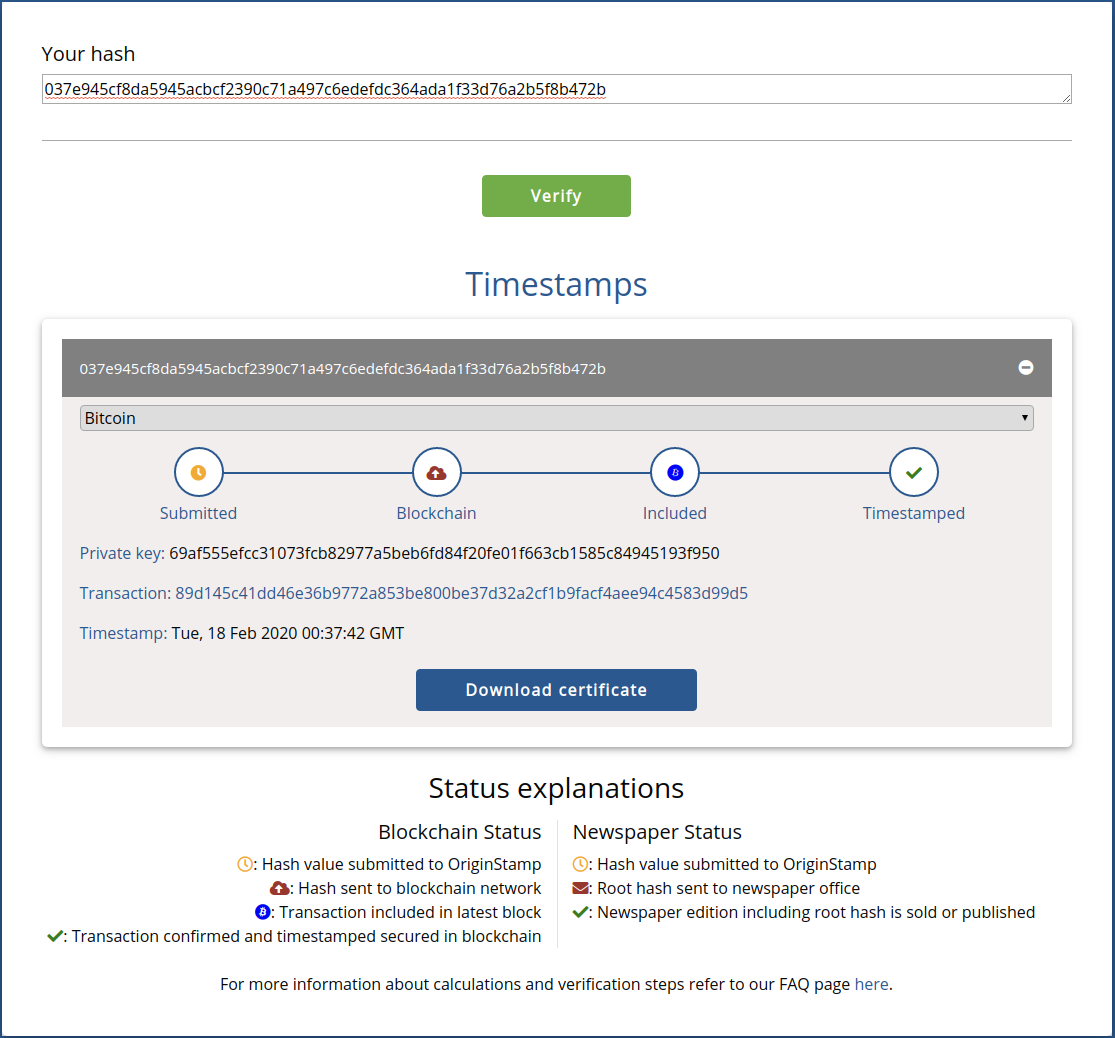 Your hash
037e945cf8da5945acbcf2390c71a497c6edefdc364ada1f33d76a2b5f8b472b
Verify
Timestamps
037e945cf8da5945acbcf2390c71a497c6edefdc364ada1f33d76a2b5f8b472b
Bitcoin
Submitted Blockchain Included Timestamped
Private key: 69af555efcc31073fcb82977a5beb6fd84f20fe01f663cb1585c84945193f950
Transaction: 89d145c41dd46e36b9772a853be800be37d32a2cf1b9facf4aee94c4583d99d5
Timestamp: Tue, 18 Feb 2020 00:37:42 GMT
Download certificate
Status explanations
Blockchain Status
: Hash value submitted to OriginStamp
: Hash sent to blockchain network
: Transaction included in latest block
: Transaction confirmed and timestamped secured in blockchain
Newspaper Status
: Hash value submitted to OriginStamp
: Root hash sent to newspaper office
: Newspaper edition including root hash is sold or published
For more information about calculations and verification steps refer to our FAQ page here.